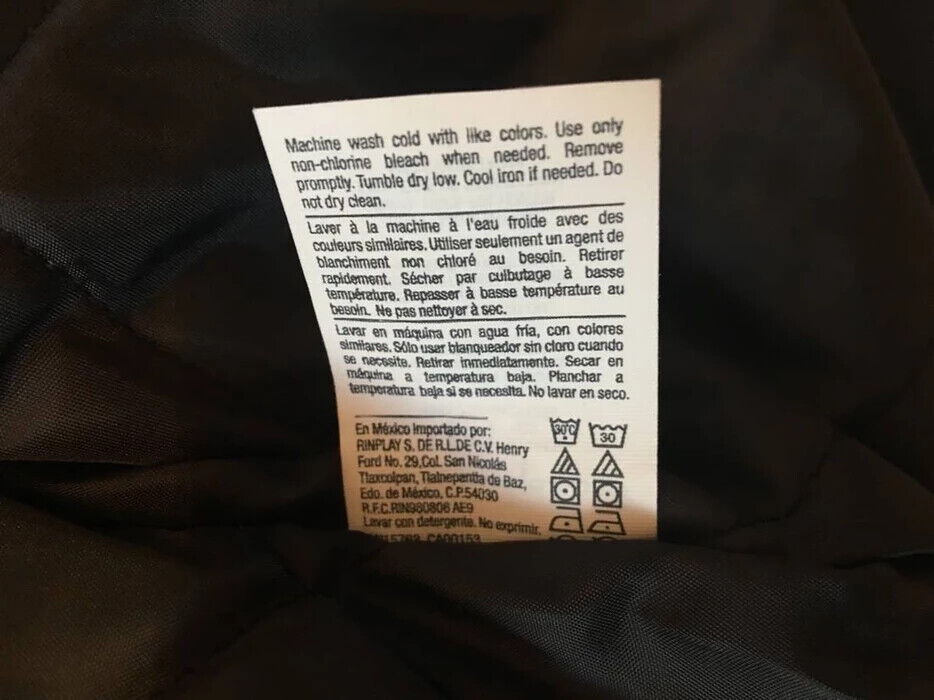 Machine wash cold with like colors. Use only
non-chlorine bleach when needed. Remove
promptly. Tumble dry low. Cool iron if needed. Do
not dry clean.
Laver à la machine à l'eau froide avec des
couleurs similaires. Utiliser seulement un agent de
blanchiment non chloré au besoin. Retirer
rapidement. Sécher par culbutage à basse
température. Repasser à basse température au
besoin. Ne pas nettoyer à sec.
Lavar en máquina con agua fría, con colores
similares. Sólo usar blanqueador sin cloro cuando
se necesite. Retirar inmediatamente. Secar en
máquina a temperatura baja. Planchar a
temperatura baja si se necesita. No lavar en seco.
En México Importado por:
RINPLAY S. DE R.L.DE C.V. Henry
Ford No. 29,Col. San Nicolás
Tlaxcolpan, Tlalnepantla de Baz,
Edo. de México, C.P.54030
R.F.C.RIN980806 AE9
Lavar con detergente. No exprimir.
CA00153
30°C
30